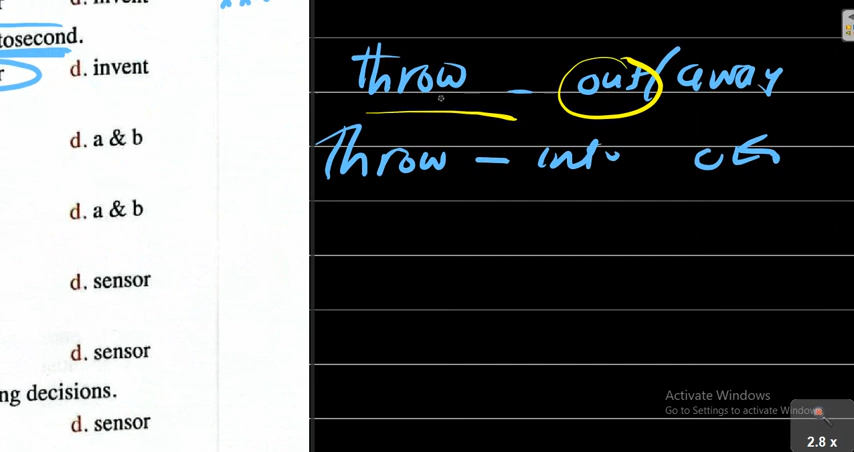 tosecond.
d. invent
d. a & b
d. a & b
d. sensor
d. sensor
ng decisions.
d. sensor
throw – out/away
Throw – into
Activate Windows
Go to Settings to activate Windows
2.8 x